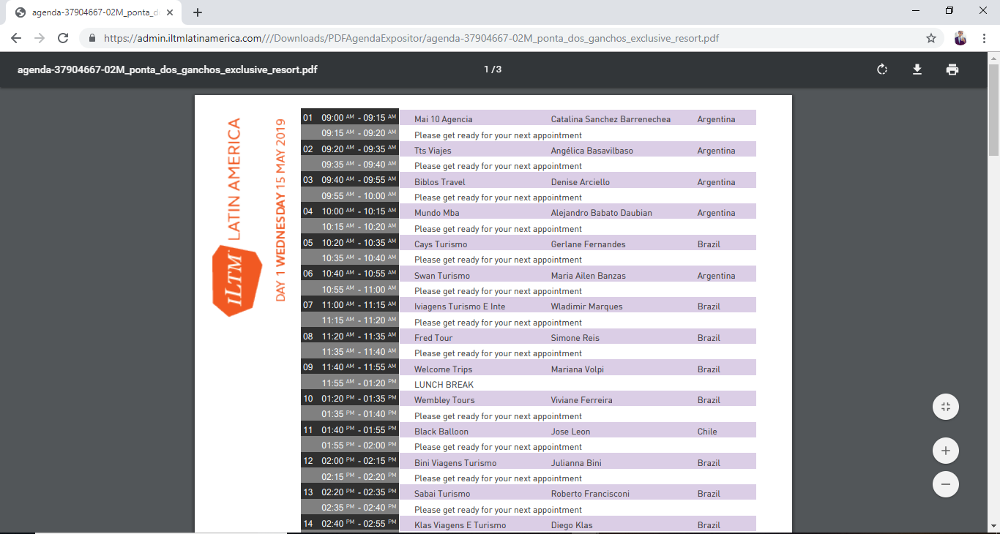 agenda-37904667-02M_ponta_d
https://admin.iltmlatinamerica.com///Downloads/PDFAgendaExpositor/agenda-37904667-02M_ponta_dos_ganchos_exclusive_resort.pdf
agenda-37904667-02M_ponta_dos_ganchos_exclusive_resort.pdf 1/3
iLTM LATIN AMERICA
DAY 1 WEDNESDAY 15 MAY 2019
01 09:00 AM - 09:15 AM Mai 10 Agencia Catalina Sanchez Barrenechea Argentina
09:15 AM - 09:20 AM Please get ready for your next appointment
02 09:20 AM - 09:35 AM Tts Viajes Angélica Basavilbaso Argentina
09:35 AM - 09:40 AM Please get ready for your next appointment
03 09:40 AM - 09:55 AM Biblos Travel Denise Arciello Argentina
09:55 AM - 10:00 AM Please get ready for your next appointment
04 10:00 AM - 10:15 AM Mundo Mba Alejandro Babato Daubian Argentina
10:15 AM - 10:20 AM Please get ready for your next appointment
05 10:20 AM - 10:35 AM Cays Turismo Gerlane Fernandes Brazil
10:35 AM - 10:40 AM Please get ready for your next appointment
06 10:40 AM - 10:55 AM Swan Turismo Maria Ailen Banzas Argentina
10:55 AM - 11:00 AM Please get ready for your next appointment
07 11:00 AM - 11:15 AM Iviagens Turismo E Inte Wladimir Marques Brazil
11:15 AM - 11:20 AM Please get ready for your next appointment
08 11:20 AM - 11:35 AM Fred Tour Simone Reis Brazil
11:35 AM - 11:40 AM Please get ready for your next appointment
09 11:40 AM - 11:55 AM Welcome Trips Mariana Volpi Brazil
11:55 AM - 01:20 PM LUNCH BREAK
10 01:20 PM - 01:35 PM Wembley Tours Viviane Ferreira Brazil
01:35 PM - 01:40 PM Please get ready for your next appointment
11 01:40 PM - 01:55 PM Black Balloon Jose Leon Chile
01:55 PM - 02:00 PM Please get ready for your next appointment
12 02:00 PM - 02:15 PM Bini Viagens Turismo Julianna Bini Brazil
02:15 PM - 02:20 PM Please get ready for your next appointment
13 02:20 PM - 02:35 PM Sabai Turismo Roberto Francisconi Brazil
02:35 PM - 02:40 PM Please get ready for your next appointment
14 02:40 PM - 02:55 PM Klas Viagens E Turismo Diego Klas Brazil